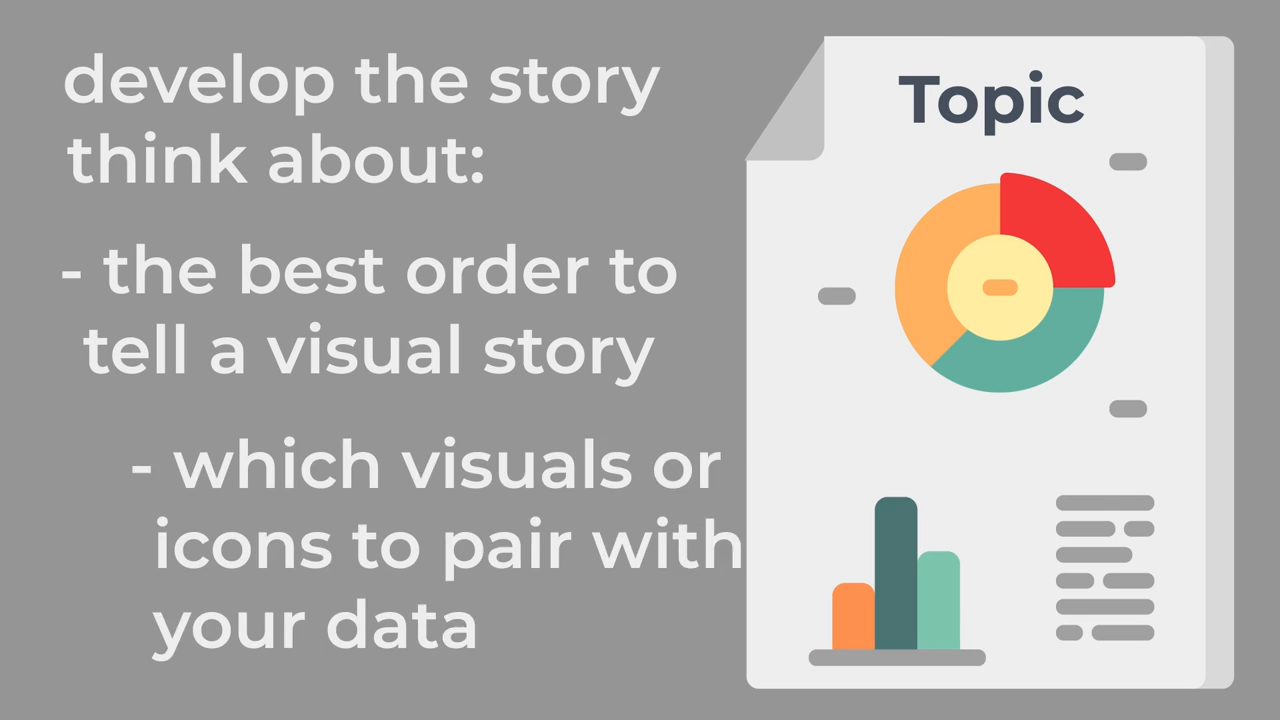 develop the story
think about:
- the best order to
tell a visual story
- which visuals or
icons to pair with
your data
Topic